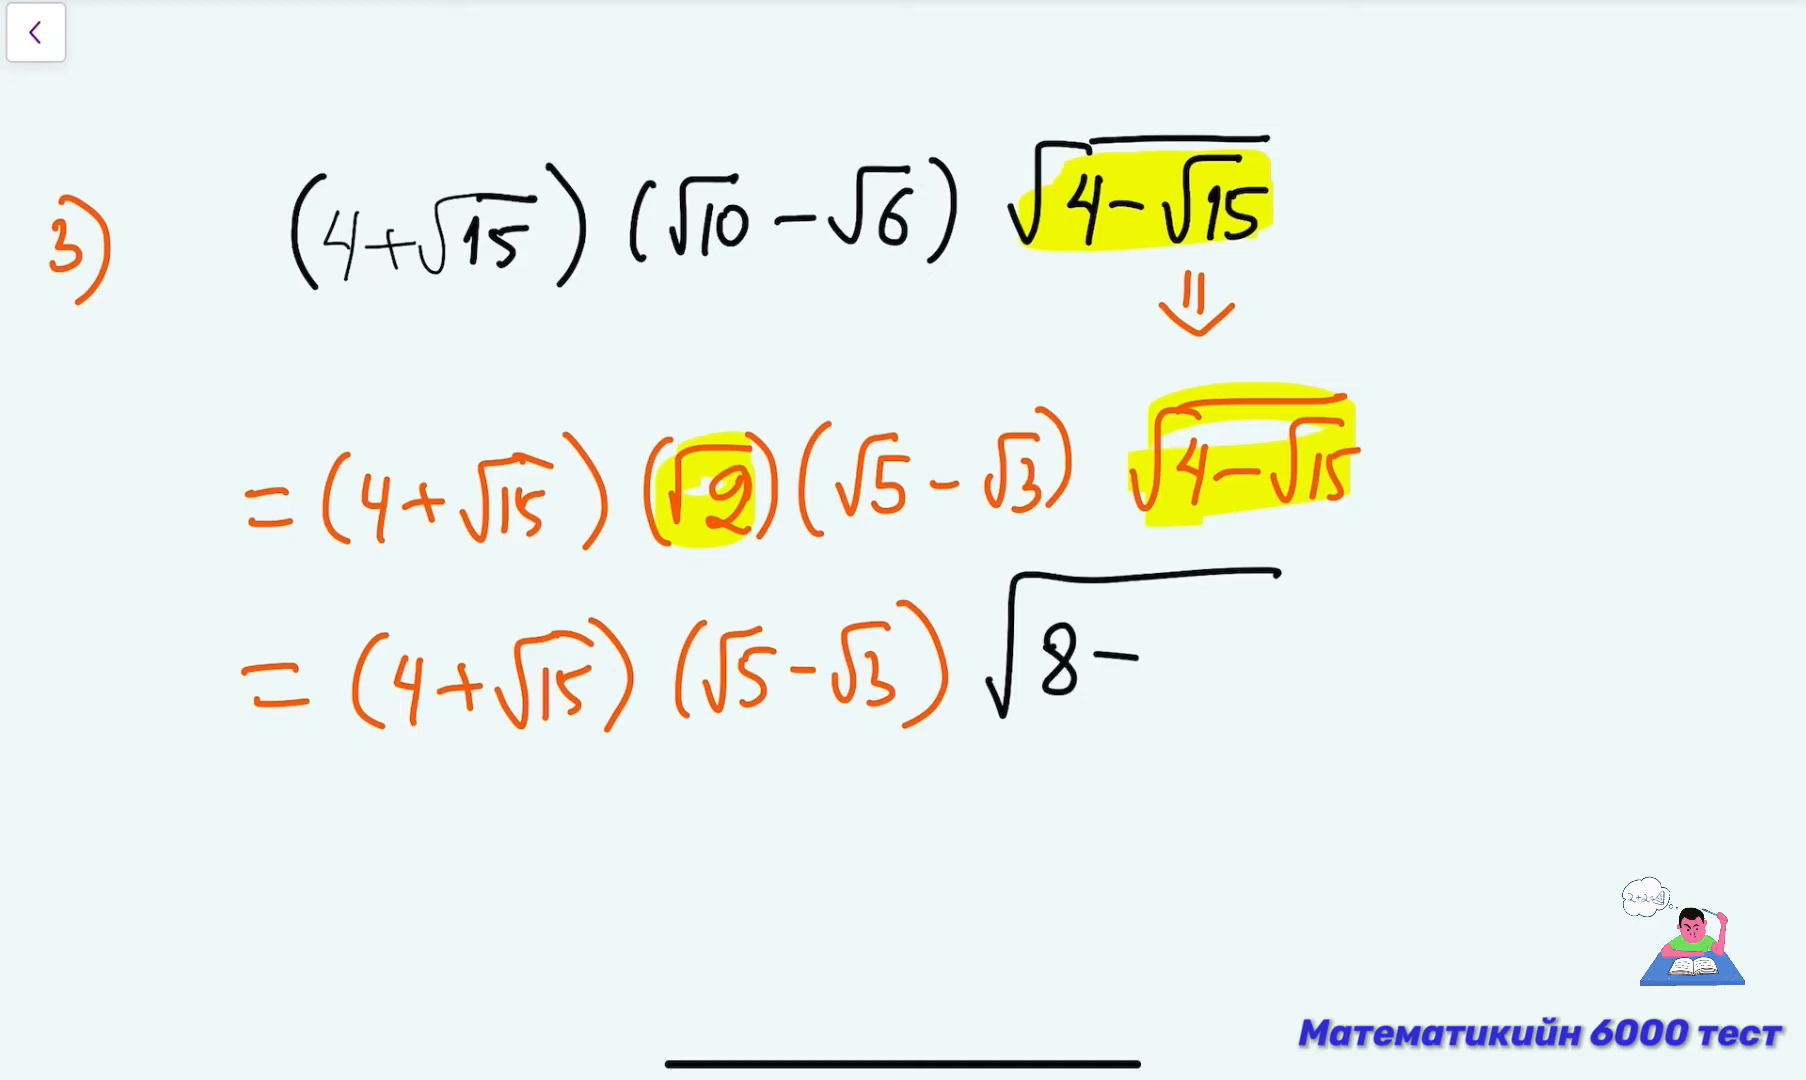 3) (4+√15) (√10 − √6) √(4−√15)
= (4+√15) (√2) (√5 − √3) √(4−√15)
= (4+√15) (√5 − √3) √(8 −
Математикийн 6000 тест